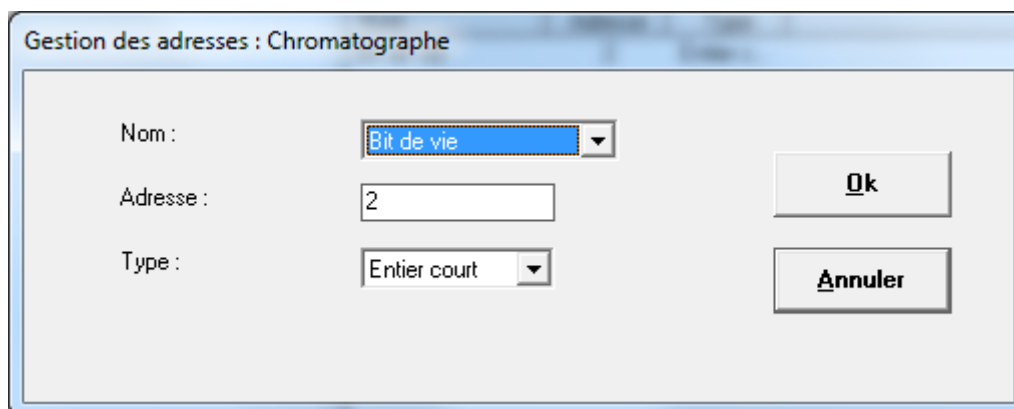 Gestion des adresses : Chromatographe
Nom :
Bit de vie
Adresse :
2
Ok
Type :
Entier court
Annuler